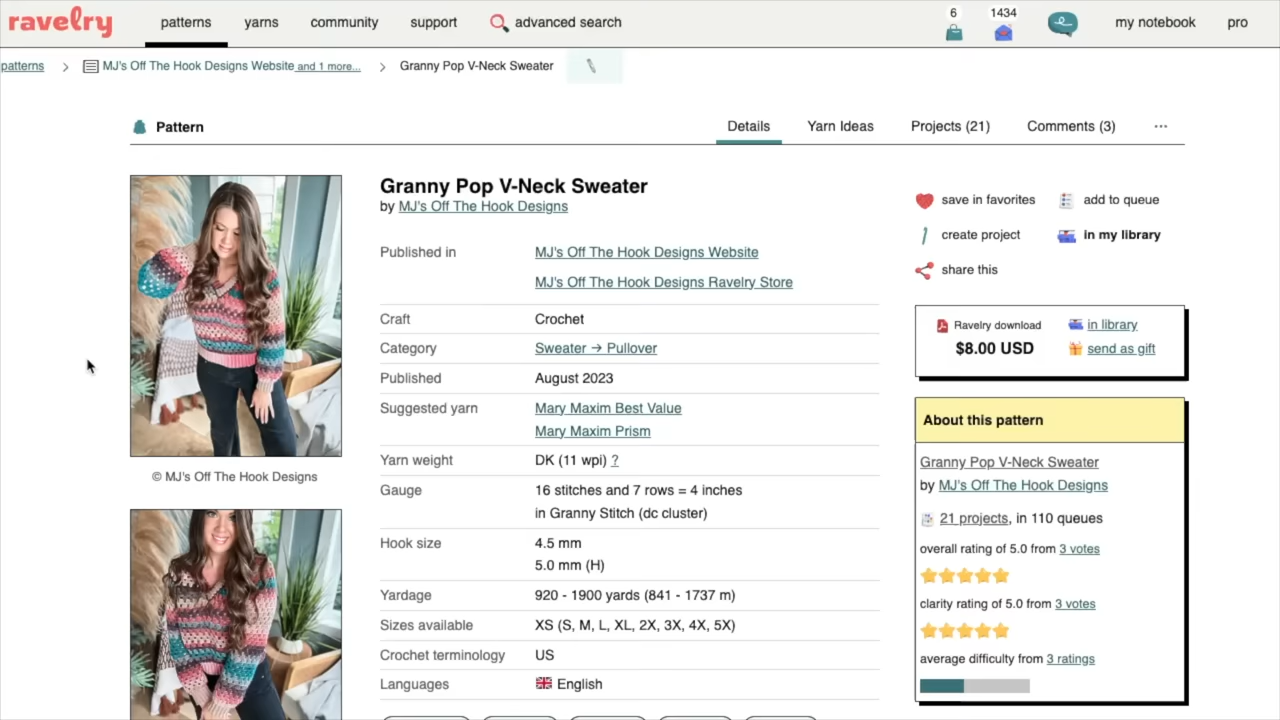 ravelry
patterns
yarns
community
support
advanced search
6
1434
my notebook
pro
patterns
MJ's Off The Hook Designs Website and 1 more...
Granny Pop V-Neck Sweater
Pattern
Details
Yarn Ideas
Projects (21)
Comments (3)
Granny Pop V-Neck Sweater
by MJ's Off The Hook Designs
Published in
MJ's Off The Hook Designs Website
MJ's Off The Hook Designs Ravelry Store
Craft
Crochet
Category
Sweater → Pullover
Published
August 2023
Suggested yarn
Mary Maxim Best Value
Mary Maxim Prism
Yarn weight
DK (11 wpi) ?
Gauge
16 stitches and 7 rows = 4 inches
in Granny Stitch (dc cluster)
Hook size
4.5 mm
5.0 mm (H)
Yardage
920 - 1900 yards (841 - 1737 m)
Sizes available
XS (S, M, L, XL, 2X, 3X, 4X, 5X)
Crochet terminology
US
Languages
English
© MJ's Off The Hook Designs
save in favorites
add to queue
create project
in my library
share this
Ravelry download
$8.00 USD
in library
send as gift
About this pattern
Granny Pop V-Neck Sweater
by MJ's Off The Hook Designs
21 projects, in 110 queues
overall rating of 5.0 from 3 votes
clarity rating of 5.0 from 3 votes
average difficulty from 3 ratings